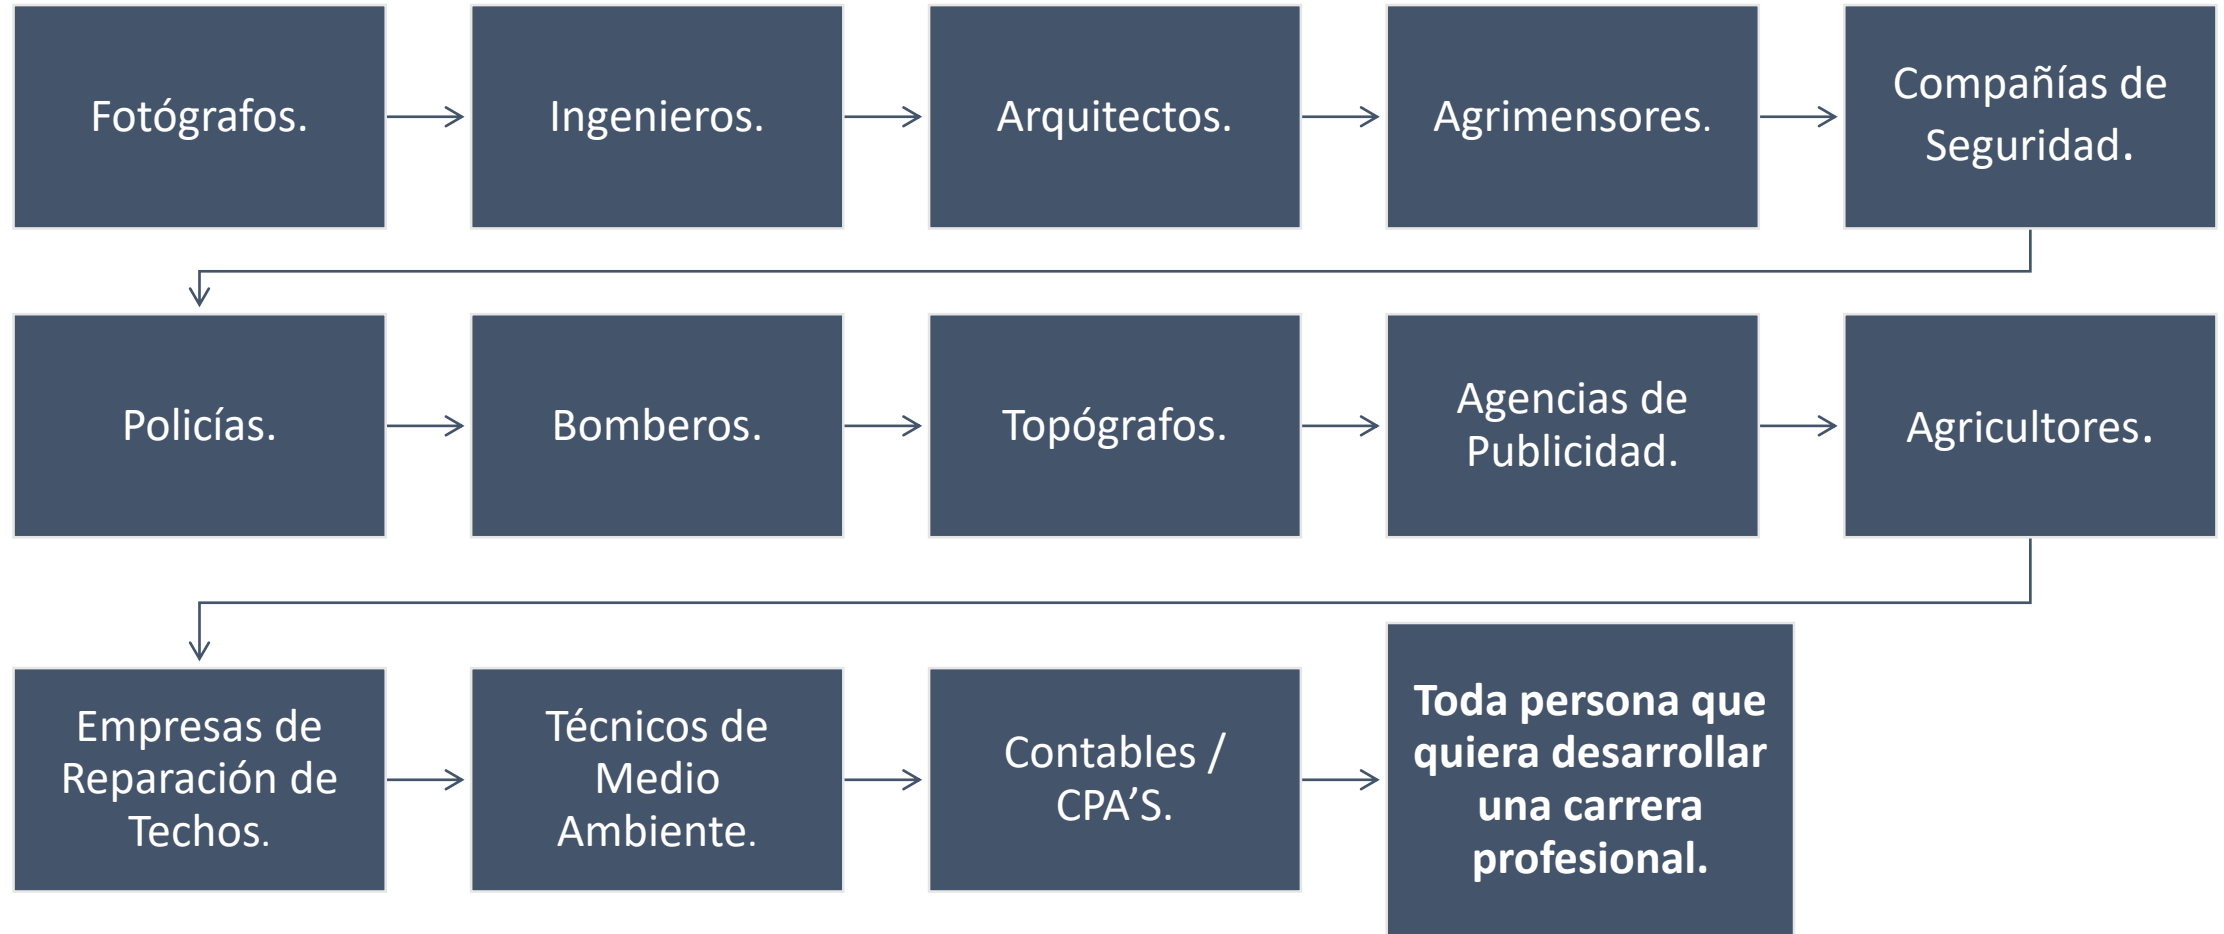 Fotógrafos.
Ingenieros.
Arquitectos.
Agrimensores.
Compañías de
Seguridad.
Policías.
Bomberos.
Topógrafos.
Agencias de
Publicidad.
Agricultores.
Empresas de
Reparación de
Techos.
Técnicos de
Medio
Ambiente.
Contables /
CPA’S.
Toda persona que
quiera desarrollar
una carrera
profesional.